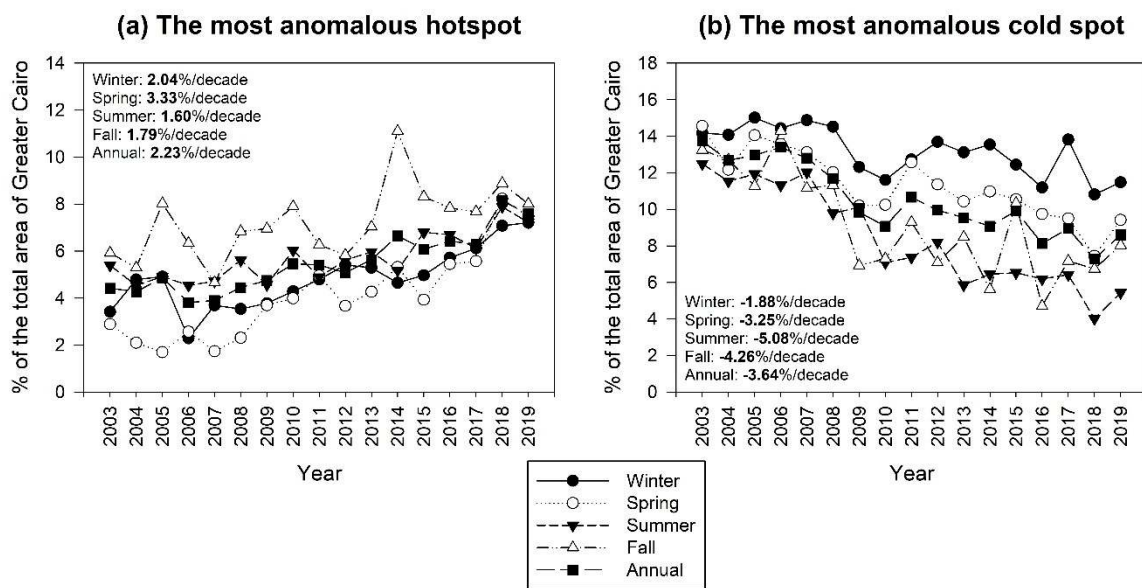 (a) The most anomalous hotspot
% of the total area of Greater Cairo
14
12
10
8
6
4
2
0
Winter: 2.04%/decade
Spring: 3.33%/decade
Summer: 1.60%/decade
Fall: 1.79%/decade
Annual: 2.23%/decade
2003
2004
2005
2006
2007
2008
2009
2010
2011
2012
2013
2014
2015
2016
2017
2018
2019
Year
(b) The most anomalous cold spot
% of the total area of Greater Cairo
18
16
14
12
10
8
6
4
2
0
Winter: -1.88%/decade
Spring: -3.25%/decade
Summer: -5.08%/decade
Fall: -4.26%/decade
Annual: -3.64%/decade
2003
2004
2005
2006
2007
2008
2009
2010
2011
2012
2013
2014
2015
2016
2017
2018
2019
Year
Winter
Spring
Summer
Fall
Annual